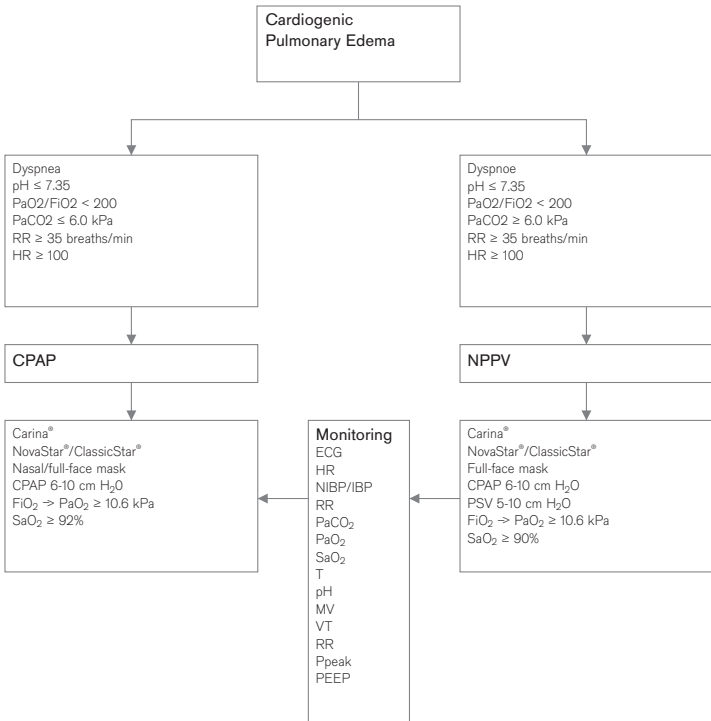 Cardiogenic
Pulmonary Edema
Dyspnea
pH ≤ 7.35
PaO2/FiO2 < 200
PaCO2 ≤ 6.0 kPa
RR ≥ 35 breaths/min
HR ≥ 100
Dyspnoe
pH ≤ 7.35
PaO2/FiO2 < 200
PaCO2 ≥ 6.0 kPa
RR ≥ 35 breaths/min
HR ≥ 100
CPAP
NPPV
Carina®
NovaStar®/ClassicStar®
Nasal/full-face mask
CPAP 6-10 cm H₂0
FiO₂ -> PaO₂ ≥ 10.6 kPa
SaO₂ ≥ 92%
Monitoring
ECG
HR
NIBP/IBP
RR
PaCO₂
PaO₂
SaO₂
T
pH
MV
VT
RR
Ppeak
PEEP
Carina®
NovaStar®/ClassicStar®
Full-face mask
CPAP 6-10 cm H₂O
PSV 5-10 cm H₂O
FiO₂ -> PaO₂ ≥ 10.6 kPa
SaO₂ ≥ 90%